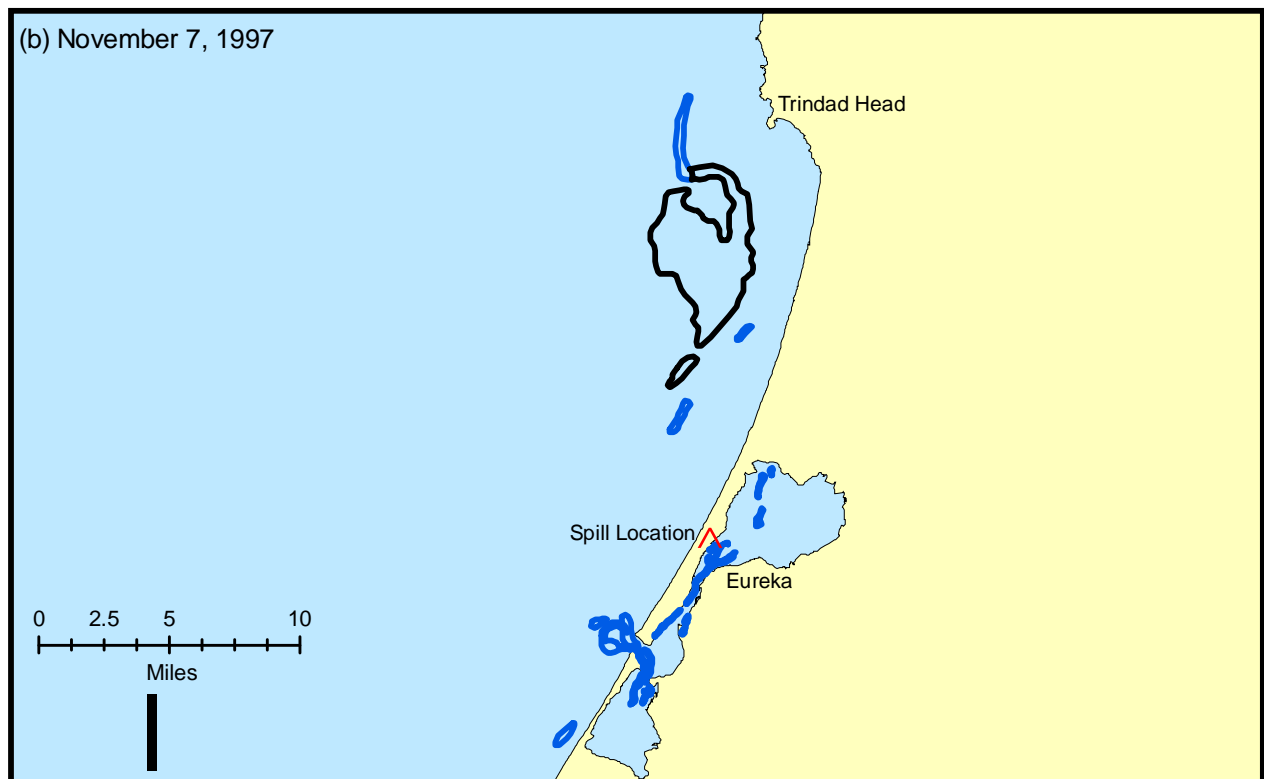 (b) November 7, 1997
Trindad Head
Spill Location
Eureka
0 2.5 5 10
Miles